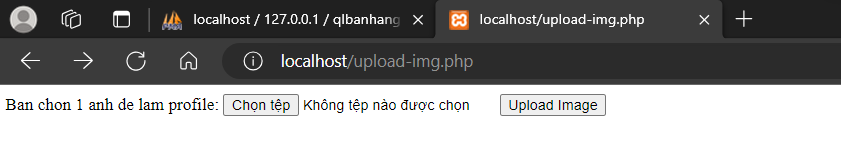 localhost / 127.0.0.1 / qlbanhang
localhost/upload-img.php
localhost/upload-img.php
Ban chon 1 anh de lam profile: Chọn tệp Không tệp nào được chọn Upload Image